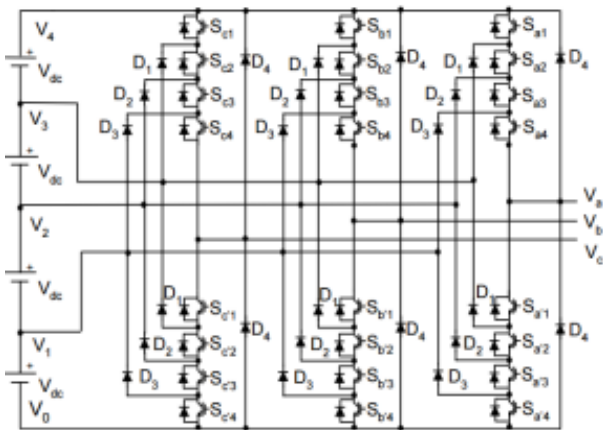 V4 Sc1 Sb1 Sa1
D1 Sc2 D4 D1 Sb2 D4 D1 Sa2 D4
Vdc D2 Sc3 D2 Sb3 D2 Sa3
V3 D3 Sc4 D3 Sb4 D3 Sa4
Vdc
Va
V2 Vb
Vc
Vdc D1 Sc'1 D1 Sb'1 D1 Sa'1
V1 D2 Sc'2 D4 D2 Sb'2 D4 D2 Sa'2 D4
Vdc D3 Sc'3 D3 Sb'3 D3 Sa'3
V0 Sc'4 Sb'4 Sa'4